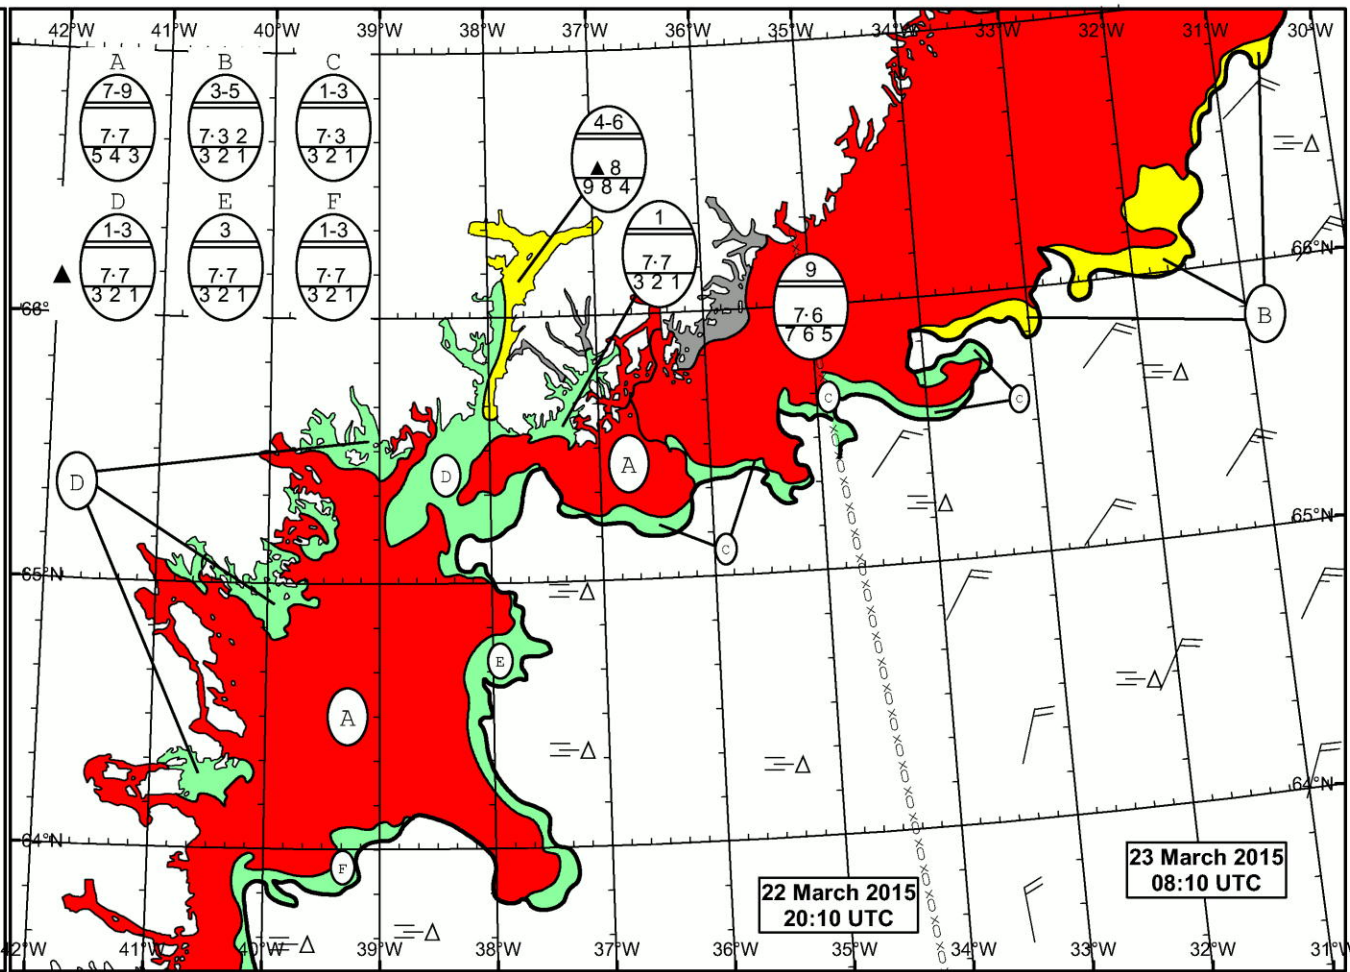 42°W 41°W 40°W 39°W 38°W 37°W 36°W 35°W 34°W 33°W 32°W 31°W 30°W
A B C
7-9 3-5 1-3
7·7 7·3 2 7·3
5 4 3 3 2 1 3 2 1
4-6
▲ 8
9 8 4
D E F
1-3 3 1-3
▲ 7·7 7·7 7·7
3 2 1 3 2 1 3 2 1
1
7·7
3 2 1
9
7·6
7 6 5
66°N
66°
B
C C
D A
D
C
65°N
65°N
E
A
64°N
64°N
F
23 March 2015
08:10 UTC
22 March 2015
20:10 UTC
42°W 41°W 40°W 39°W 38°W 37°W 36°W 35°W 34°W 33°W 32°W 31°W